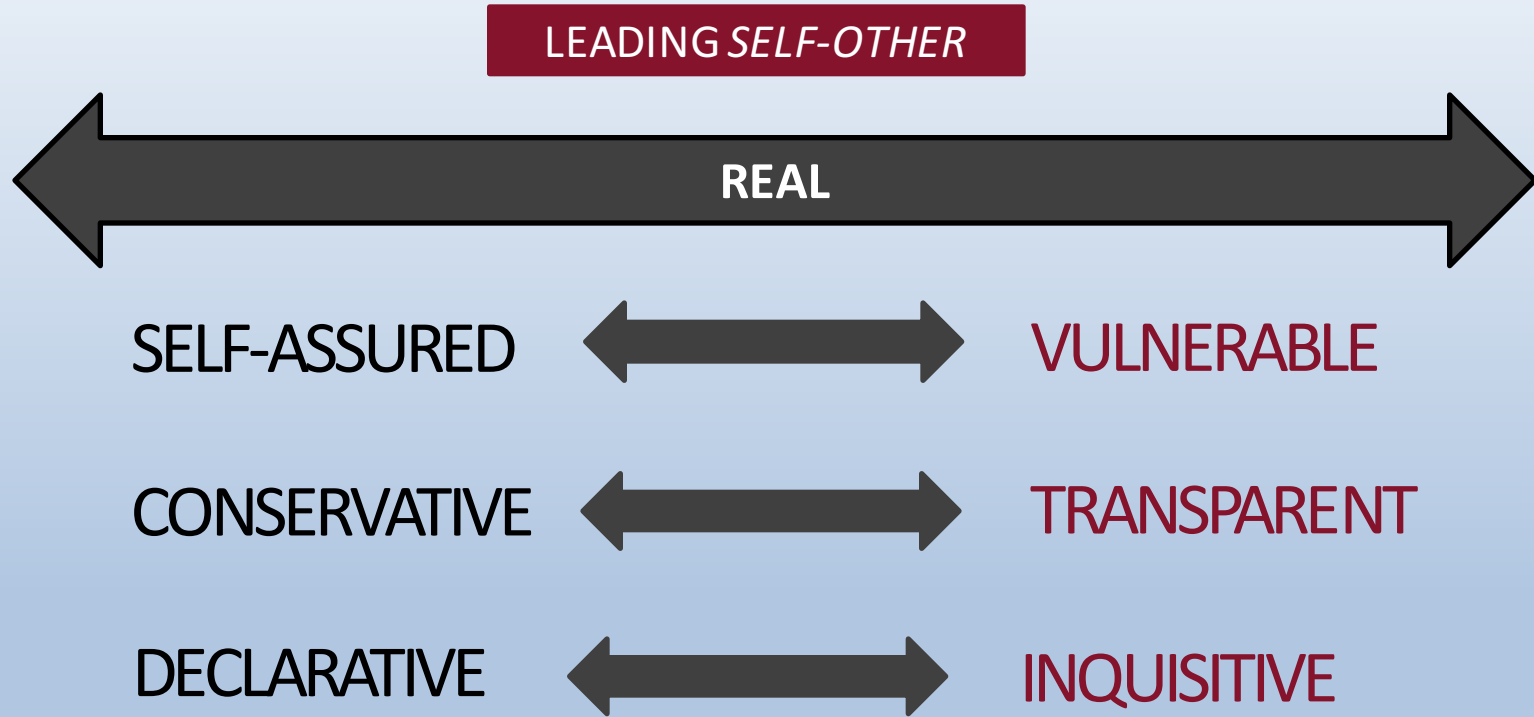 LEADING SELF-OTHER
REAL
SELF-ASSURED VULNERABLE
CONSERVATIVE TRANSPARENT
DECLARATIVE INQUISITIVE